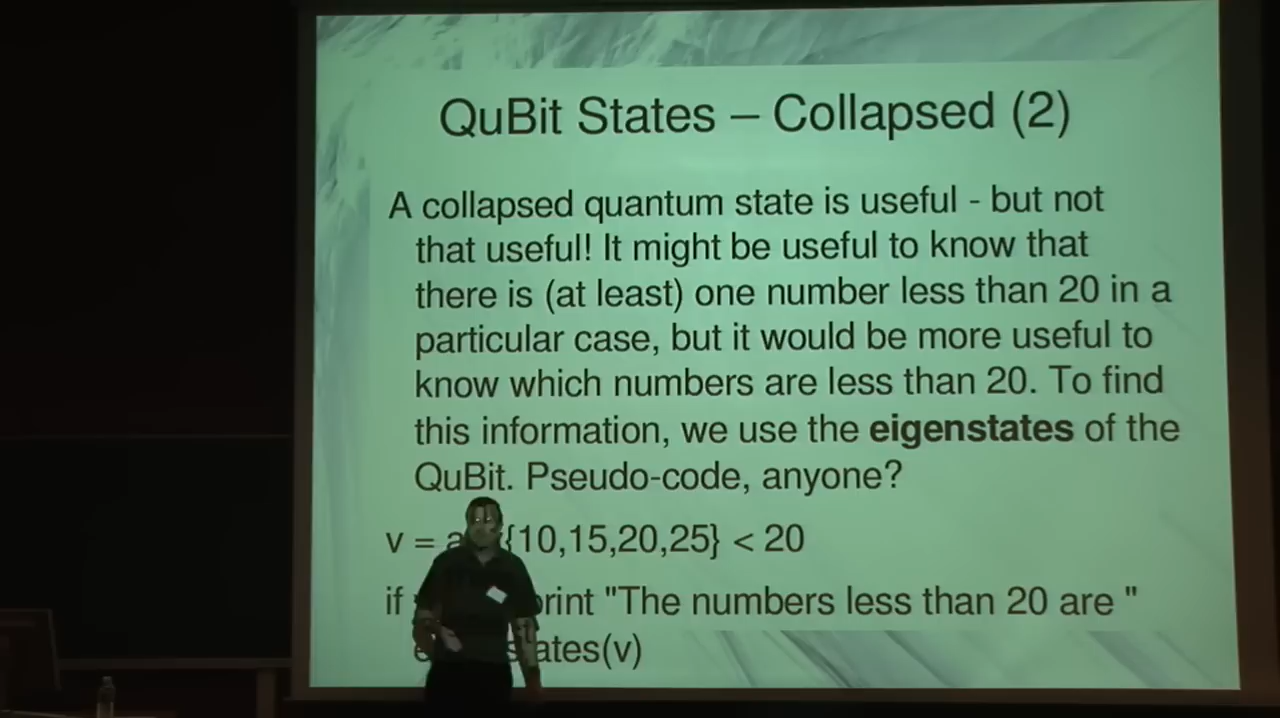 QuBit States – Collapsed (2)
A collapsed quantum state is useful - but not
that useful! It might be useful to know that
there is (at least) one number less than 20 in a
particular case, but it would be more useful to
know which numbers are less than 20. To find
this information, we use the eigenstates of the
QuBit. Pseudo-code, anyone?
v = {10,15,20,25} < 20
if "The numbers less than 20 are "